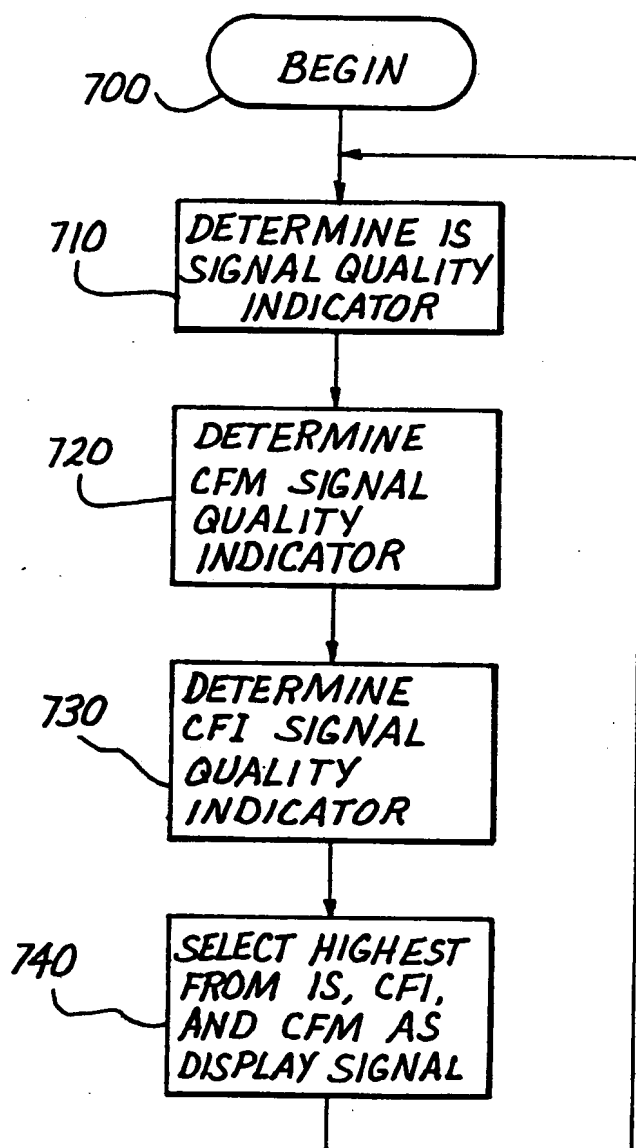 BEGIN
700
710
DETERMINE IS
SIGNAL QUALITY
INDICATOR
720
DETERMINE
CFM SIGNAL
QUALITY
INDICATOR
730
DETERMINE
CFI SIGNAL
QUALITY
INDICATOR
740
SELECT HIGHEST
FROM IS, CFI,
AND CFM AS
DISPLAY SIGNAL